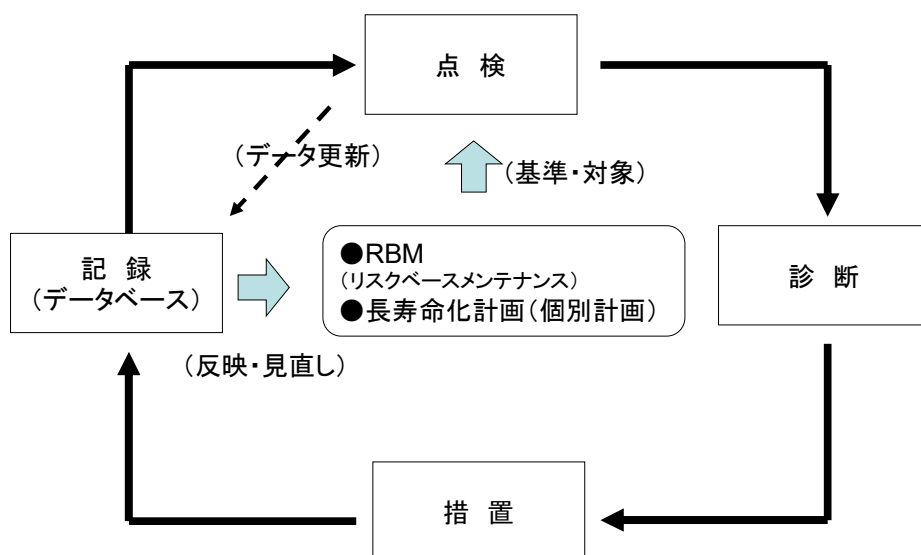 点 検
(データ更新)
(基準・対象)
記 録
(データベース)
●RBM
(リスクベースメンテナンス)
●長寿命化計画(個別計画)
診 断
(反映・見直し)
措 置